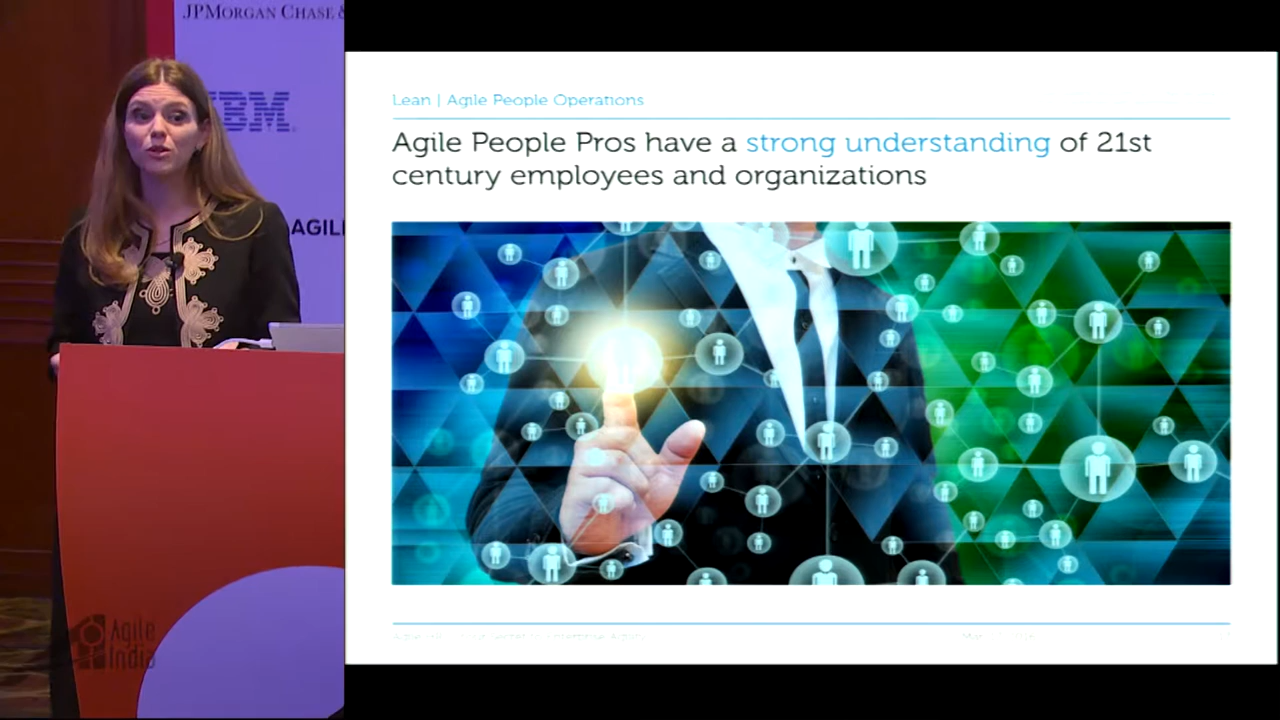 JPMORGAN CHASE &
IBM
AGILE
Agile
India
Lean | Agile People Operations
Agile People Pros have a strong understanding of 21st
century employees and organizations